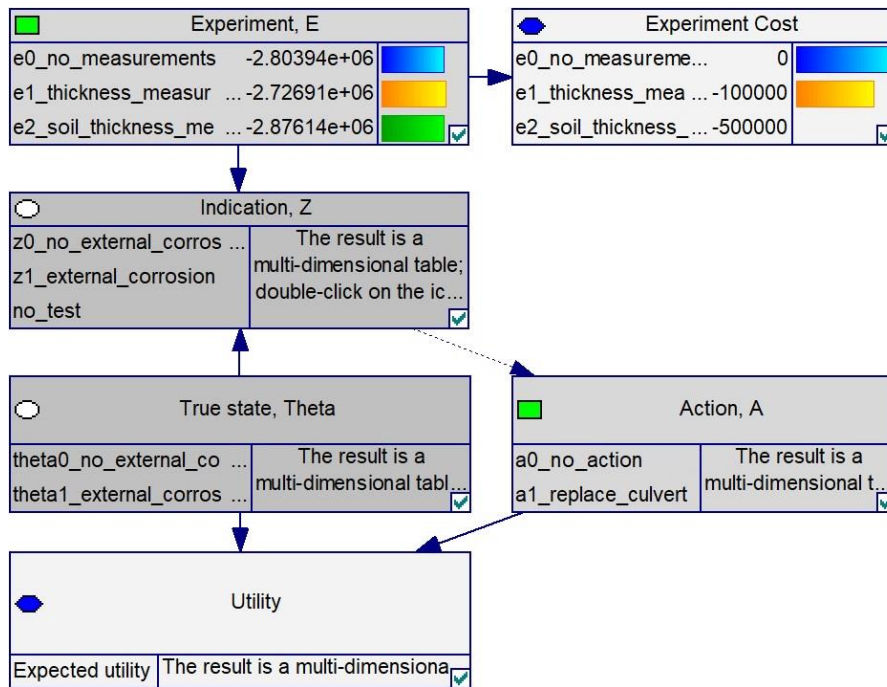 Experiment, E
e0_no_measurements -2.80394e+06
e1_thickness_measur ... -2.72691e+06
e2_soil_thickness_me ... -2.87614e+06
Experiment Cost
e0_no_measureme... 0
e1_thickness_mea ... -100000
e2_soil_thickness_ ... -500000
Indication, Z
z0_no_external_corros ...
z1_external_corrosion
no_test
The result is a
multi-dimensional table;
double-click on the ic...
True state, Theta
theta0_no_external_co ...
theta1_external_corros ...
The result is a
multi-dimensional tabl...
Action, A
a0_no_action
a1_replace_culvert
The result is a
multi-dimensional t...
Utility
Expected utility The result is a multi-dimensiona...